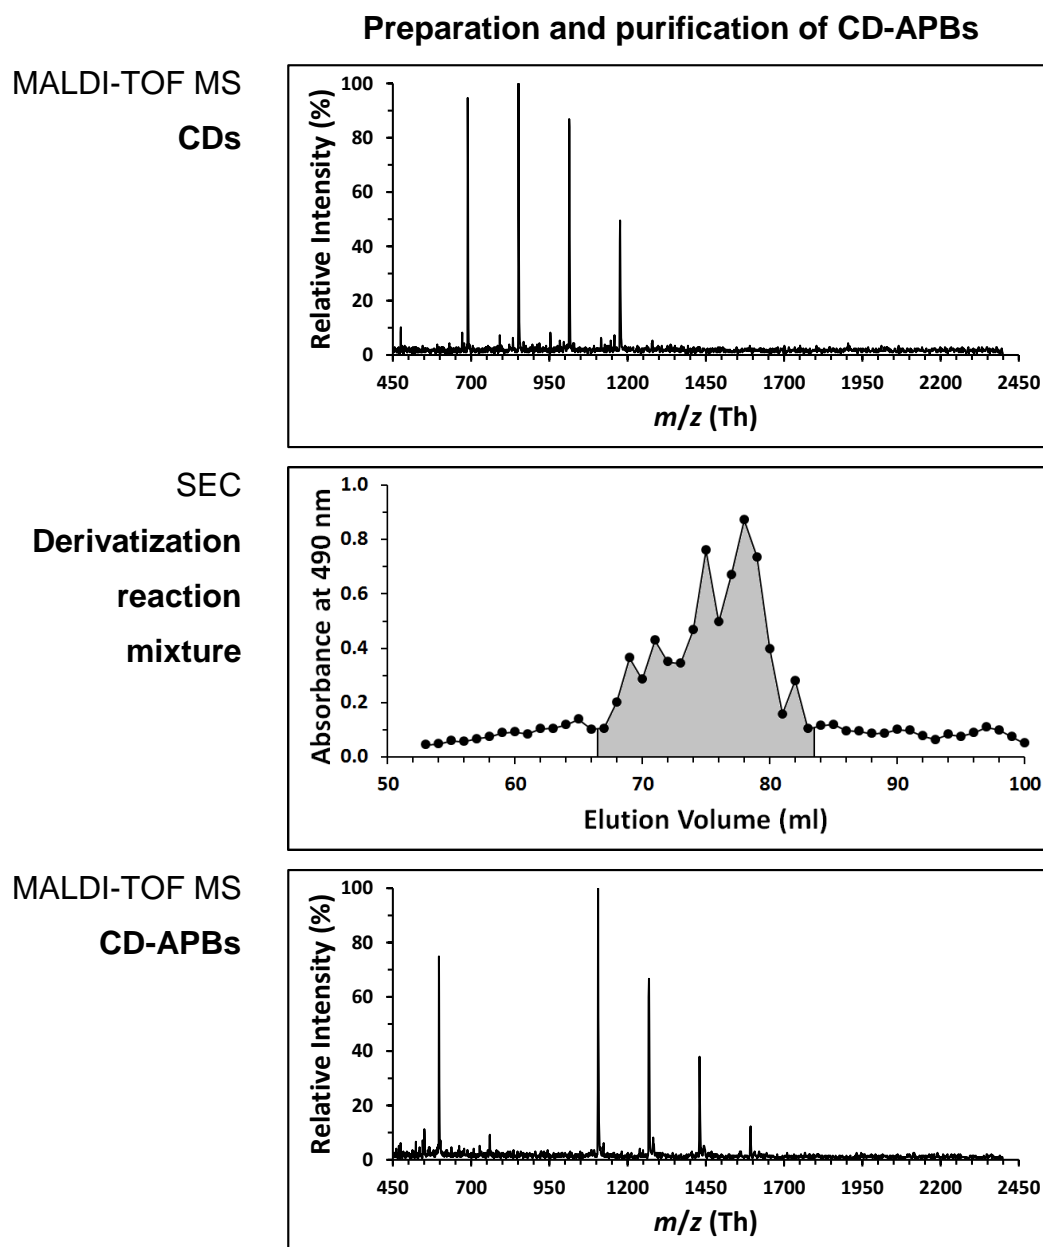 Preparation and purification of CD-APBs
MALDI-TOF MS
CDs
Relative Intensity (%)
100
80
60
40
20
0
450 700 950 1200 1450 1700 1950 2200 2450
m/z (Th)
SEC
Derivatization
reaction
mixture
Absorbance at 490 nm
1.0
0.8
0.6
0.4
0.2
0.0
50 60 70 80 90 100
Elution Volume (ml)
MALDI-TOF MS
CD-APBs
Relative Intensity (%)
100
80
60
40
20
0
450 700 950 1200 1450 1700 1950 2200 2450
m/z (Th)